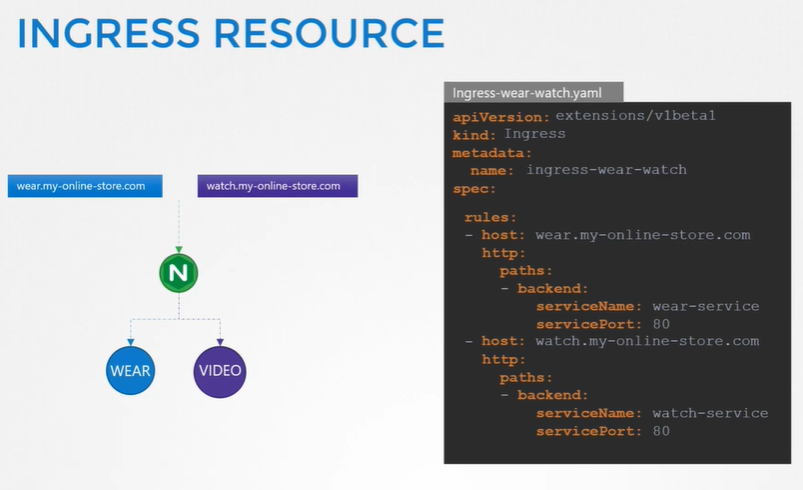 INGRESS RESOURCE
wear.my-online-store.com
watch.my-online-store.com
N
WEAR
VIDEO
Ingress-wear-watch.yaml
apiVersion: extensions/v1beta1
kind: Ingress
metadata:
  name: ingress-wear-watch
spec:
  rules:
  - host: wear.my-online-store.com
    http:
      paths:
      - backend:
          serviceName: wear-service
          servicePort: 80
  - host: watch.my-online-store.com
    http:
      paths:
      - backend:
          serviceName: watch-service
          servicePort: 80